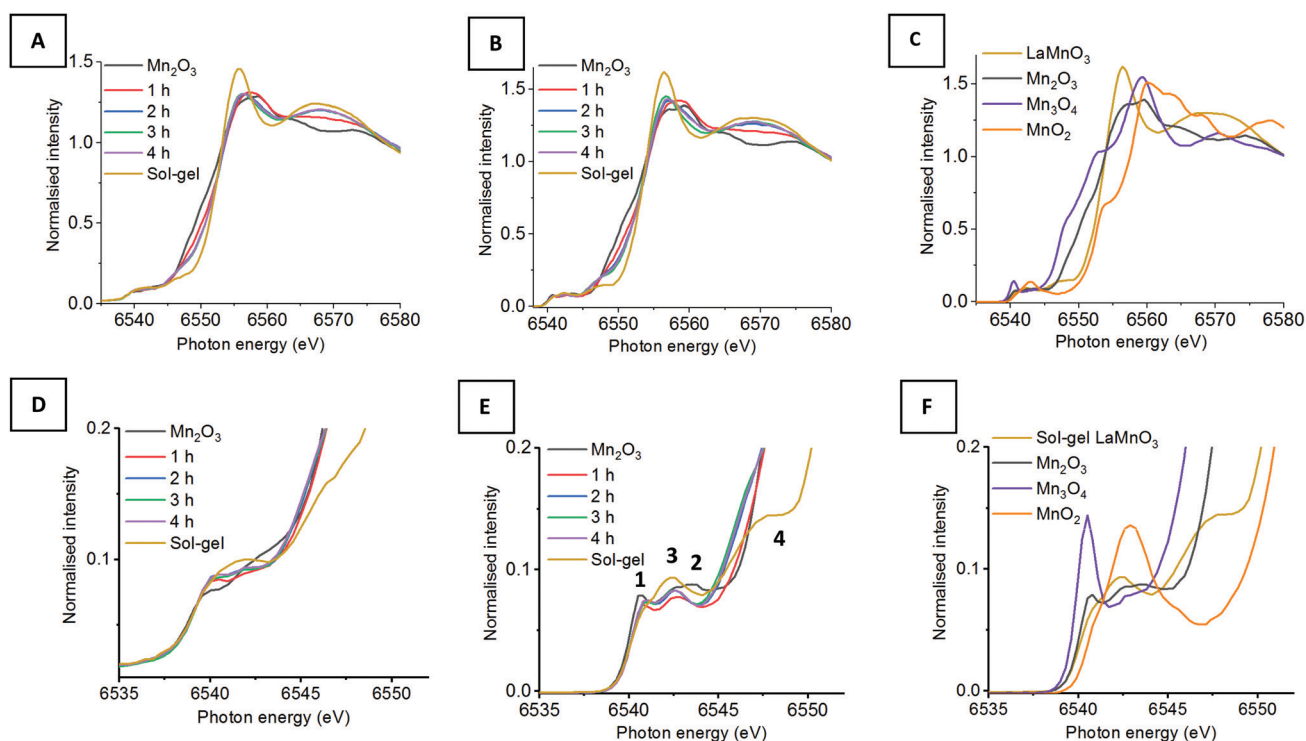 A
Normalsied intensity
1.5
1.0
0.5
0.0
Mn2O3
1 h
2 h
3 h
4 h
Sol-gel
6540 6550 6560 6570 6580
Photon energy (eV)
B
Normalised intensity
1.5
1.0
0.5
0.0
Mn2O3
1 h
2 h
3 h
4 h
Sol-gel
6540 6550 6560 6570 6580
Photon energy (eV)
C
Normalised intensity
1.5
1.0
0.5
0.0
LaMnO3
Mn2O3
Mn3O4
MnO2
6540 6550 6560 6570 6580
Photon energy (eV)
D
Normalised intensity
0.2
0.1
Mn2O3
1 h
2 h
3 h
4 h
Sol-gel
6535 6540 6545 6550
Photon energy (eV)
E
Normalised intensity
0.2
0.1
0.0
Mn2O3
1 h
2 h
3 h
4 h
Sol-gel
1 3 2 4
6535 6540 6545 6550
Photon energy (eV)
F
Normalised intensity
0.2
0.1
0.0
Sol-gel LaMnO3
Mn2O3
Mn3O4
MnO2
6535 6540 6545 6550
Photon energy (eV)